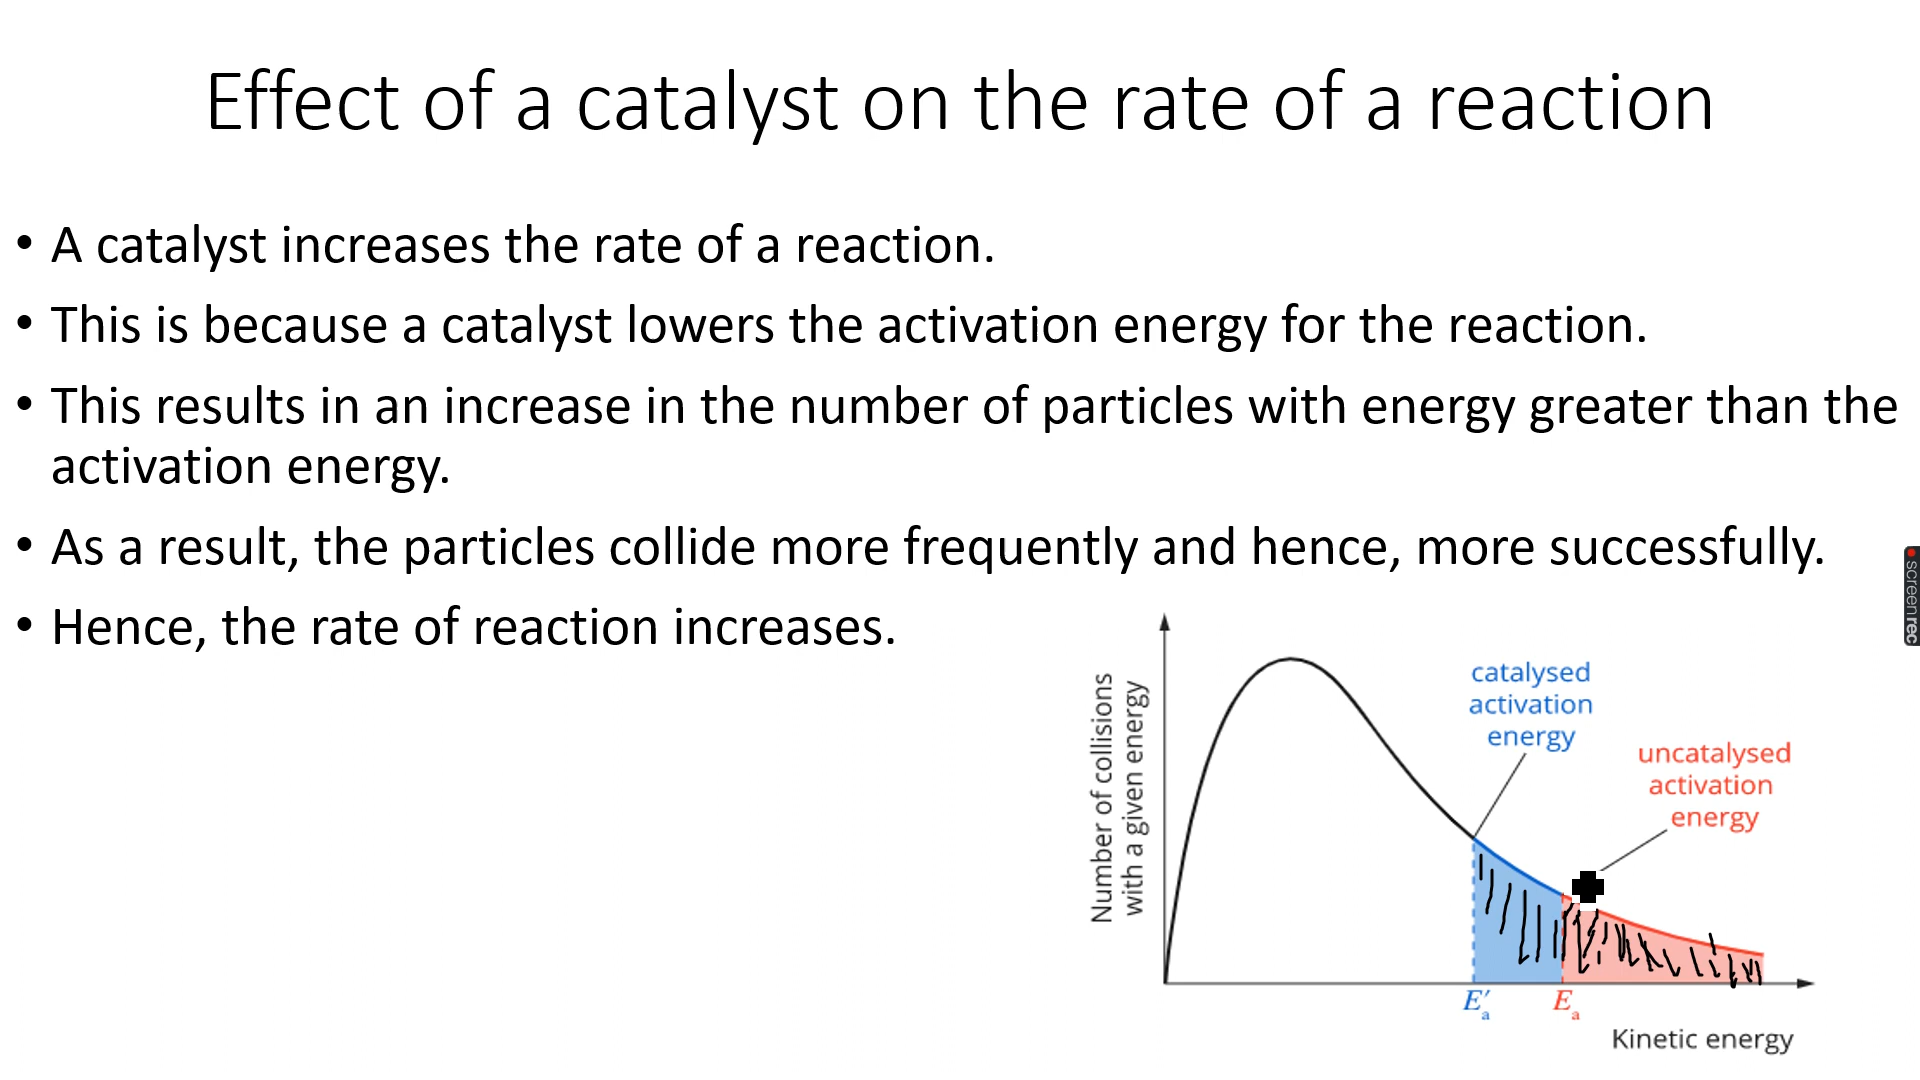 Effect of a catalyst on the rate of a reaction
• A catalyst increases the rate of a reaction.
• This is because a catalyst lowers the activation energy for the reaction.
• This results in an increase in the number of particles with energy greater than the
activation energy.
• As a result, the particles collide more frequently and hence, more successfully.
• Hence, the rate of reaction increases.
Number of collisions
with a given energy
catalysed
activation
energy
uncatalysed
activation
energy
E′a
Ea
Kinetic energy
screenrec